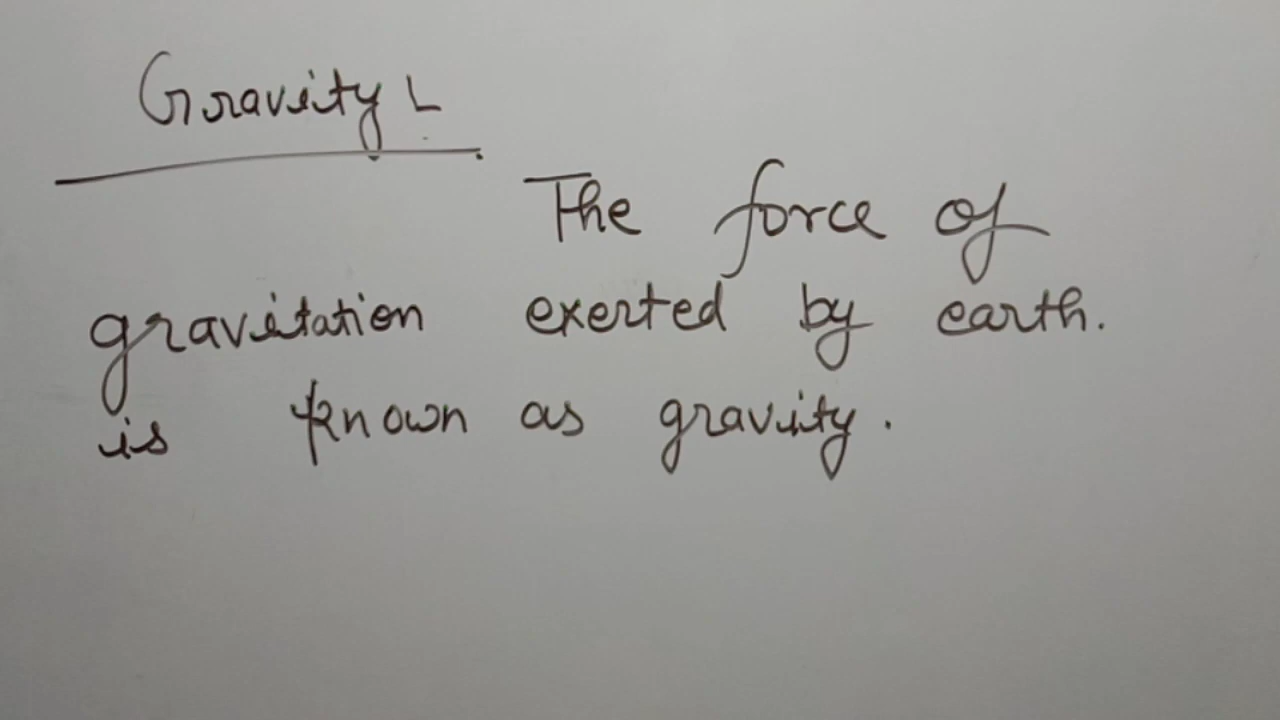 Gravity :-
The force of
gravitation exerted by earth.
is known as gravity.